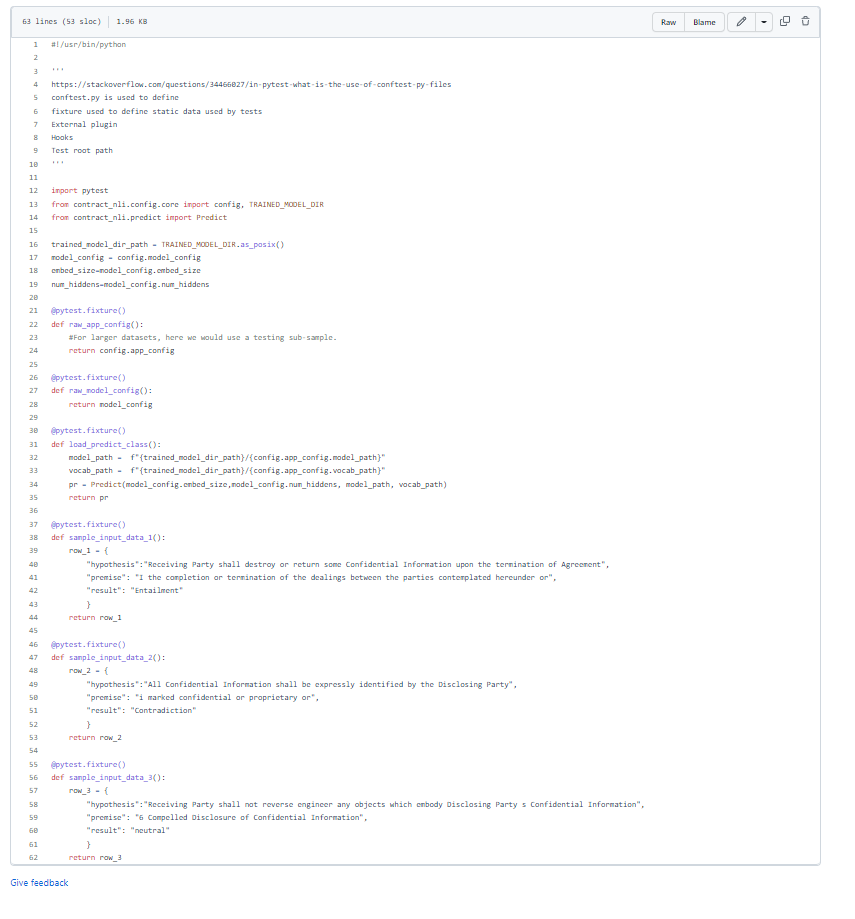 63 lines (53 sloc) 1.96 KB Raw Blame
1 #!/usr/bin/python
2
3 '''
4 https://stackoverflow.com/questions/34466027/in-pytest-what-is-the-use-of-conftest-py-files
5 conftest.py is used to define
6 fixture used to define static data used by tests
7 External plugin
8 Hooks
9 Test root path
10 '''
11
12 import pytest
13 from contract_nli.config.core import config, TRAINED_MODEL_DIR
14 from contract_nli.predict import Predict
15
16 trained_model_dir_path = TRAINED_MODEL_DIR.as_posix()
17 model_config = config.model_config
18 embed_size=model_config.embed_size
19 num_hiddens=model_config.num_hiddens
20
21 @pytest.fixture()
22 def raw_app_config():
23     #For larger datasets, here we would use a testing sub-sample.
24     return config.app_config
25
26 @pytest.fixture()
27 def raw_model_config():
28     return model_config
29
30 @pytest.fixture()
31 def load_predict_class():
32     model_path =  f"{trained_model_dir_path}/{config.app_config.model_path}"
33     vocab_path =  f"{trained_model_dir_path}/{config.app_config.vocab_path}"
34     pr = Predict(model_config.embed_size,model_config.num_hiddens, model_path, vocab_path)
35     return pr
36
37 @pytest.fixture()
38 def sample_input_data_1():
39     row_1 = {
40         "hypothesis":"Receiving Party shall destroy or return some Confidential Information upon the termination of Agreement",
41         "premise": "I the completion or termination of the dealings between the parties contemplated hereunder or",
42         "result": "Entailment"
43         }
44     return row_1
45
46 @pytest.fixture()
47 def sample_input_data_2():
48     row_2 = {
49         "hypothesis":"All Confidential Information shall be expressly identified by the Disclosing Party",
50         "premise": "i marked confidential or proprietary or",
51         "result": "Contradiction"
52         }
53     return row_2
54
55 @pytest.fixture()
56 def sample_input_data_3():
57     row_3 = {
58         "hypothesis":"Receiving Party shall not reverse engineer any objects which embody Disclosing Party s Confidential Information",
59         "premise": "6 Compelled Disclosure of Confidential Information",
60         "result": "neutral"
61         }
62     return row_3
Give feedback